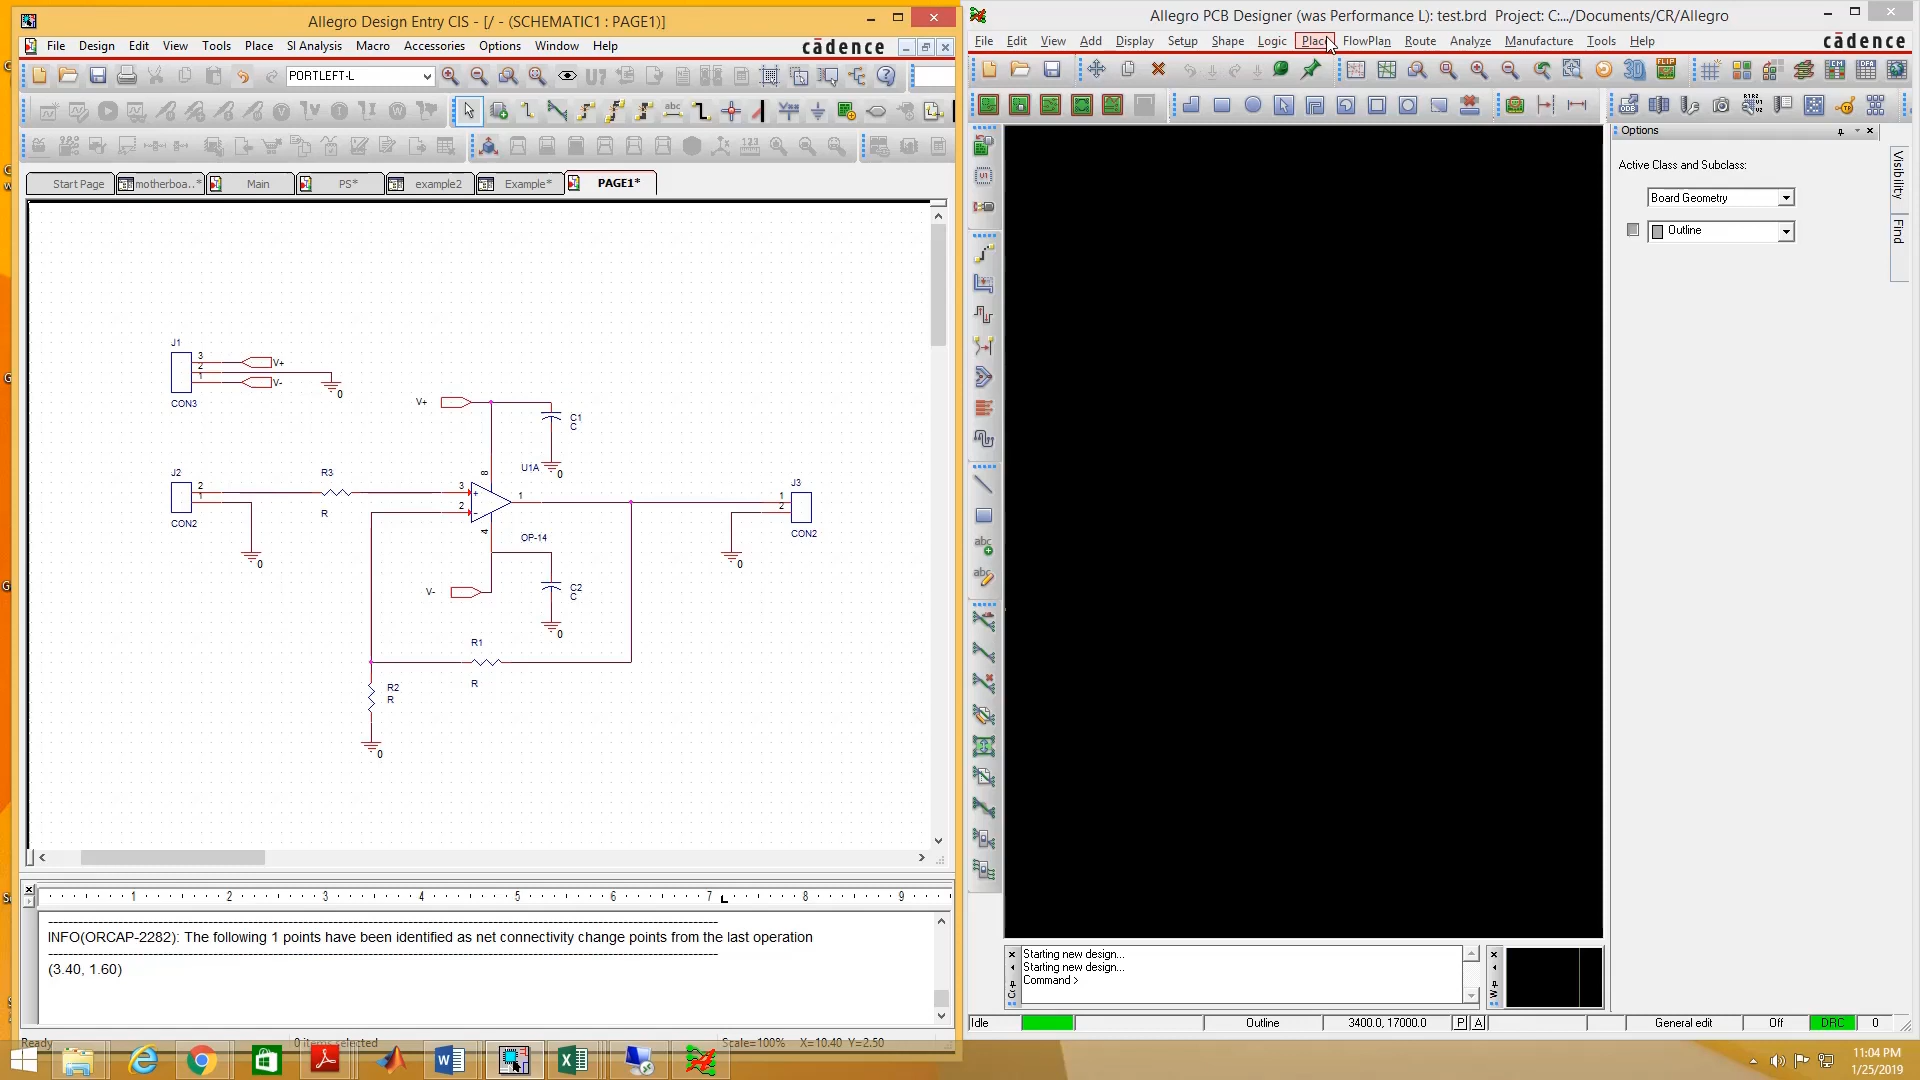 Allegro Design Entry CIS - [/ - (SCHEMATIC1 : PAGE1)]
File Design Edit View Tools Place SI Analysis Macro Accessories Options Window Help
cādence
PORTLEFT-L
Start Page
motherboa..*
Main
PS*
example2
Example*
PAGE1*
J1
3
2
1
V+
V-
0
CON3
V+
C1
C
0
8
U1A
J2
2
1
CON2
0
R3
R
3
2
+
-
1
4
OP-14
J3
1
2
CON2
0
V-
C2
C
0
R1
R
R2
R
0
1 2 3 4 5 6 7 8 9
INFO(ORCAP-2282): The following 1 points have been identified as net connectivity change points from the last operation
(3.40, 1.60)
Ready
0 items selected
Scale=100% X=10.40 Y=2.50
Allegro PCB Designer (was Performance L): test.brd Project: C:.../Documents/CR/Allegro
File Edit View Add Display Setup Shape Logic Place FlowPlan Route Analyze Manufacture Tools Help
cādence
Options
Active Class and Subclass:
Board Geometry
Outline
Visibility
Find
Starting new design...
Starting new design...
Command >
Idle
Outline
3400.0, 17000.0
P
A
General edit
Off
DRC
0
11:04 PM
1/25/2019